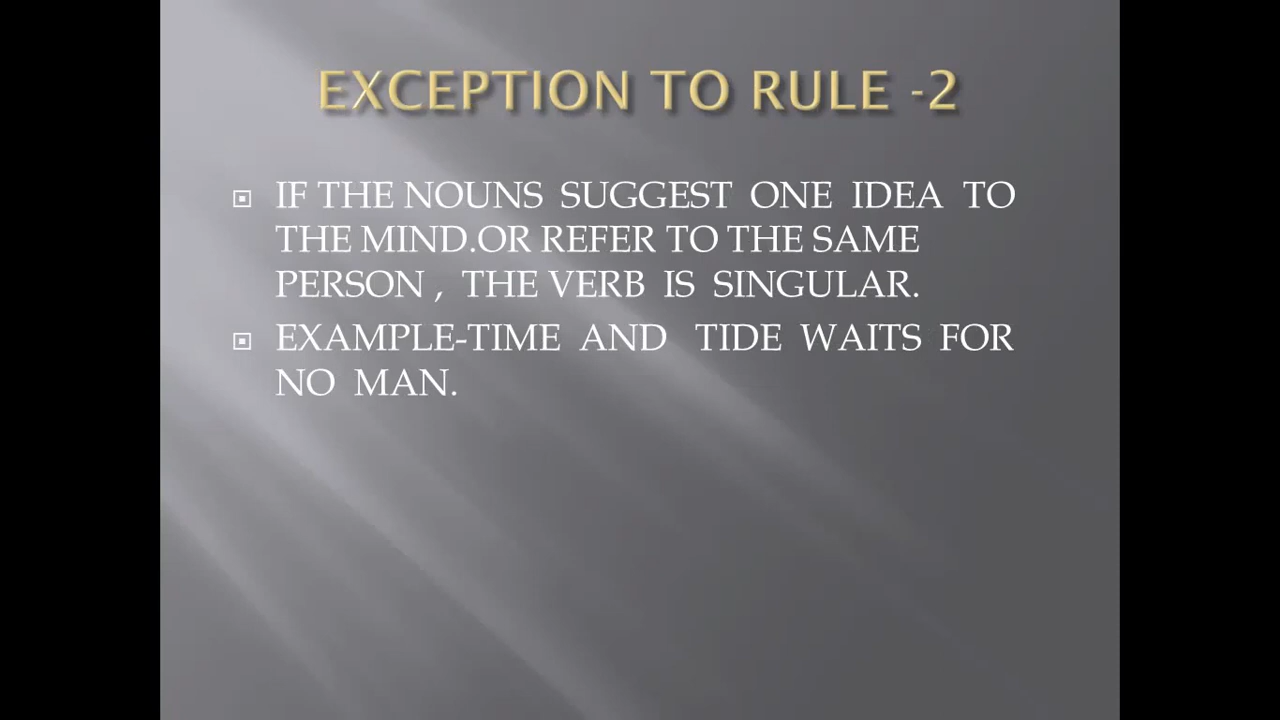 EXCEPTION TO RULE -2
IF THE NOUNS SUGGEST ONE IDEA TO
THE MIND.OR REFER TO THE SAME
PERSON , THE VERB IS SINGULAR.
EXAMPLE-TIME AND TIDE WAITS FOR
NO MAN.